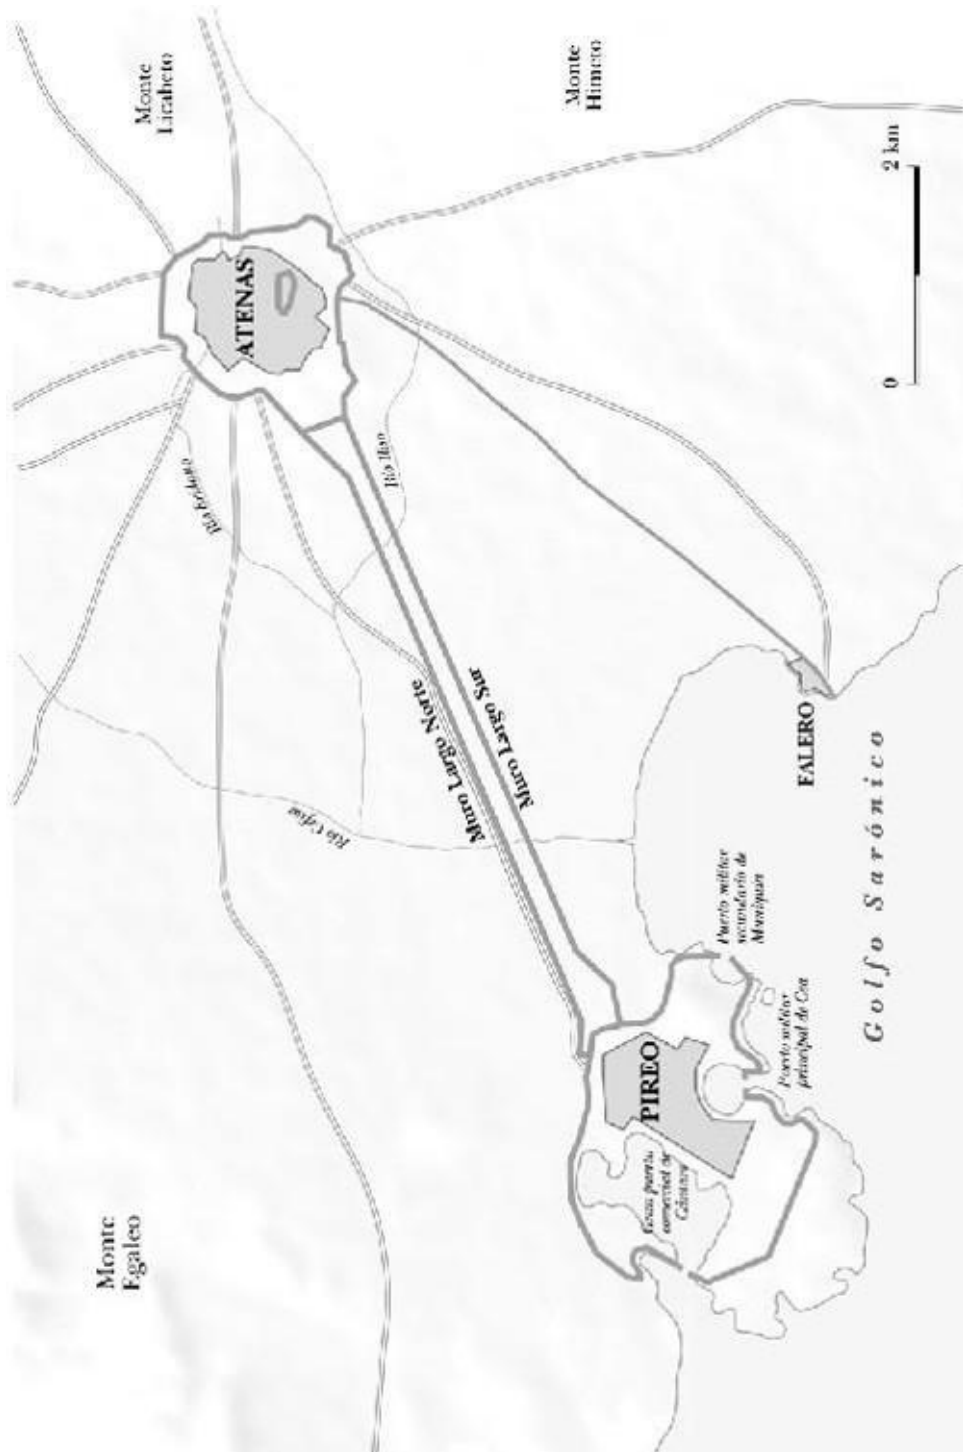 Monte
Licabeto
Monte
Himeto
ATENAS
Río Erídano
Río Iliso
Muro Largo Norte
Muro Largo Sur
Río Cefiso
Monte
Egaleo
PIREO
Gran puerto
comercial de
Cántaro
Puerto militar
secundario de
Muniquia
Puerto militar
principal de Cea
FALERO
Golfo Sarónico
0
2 km